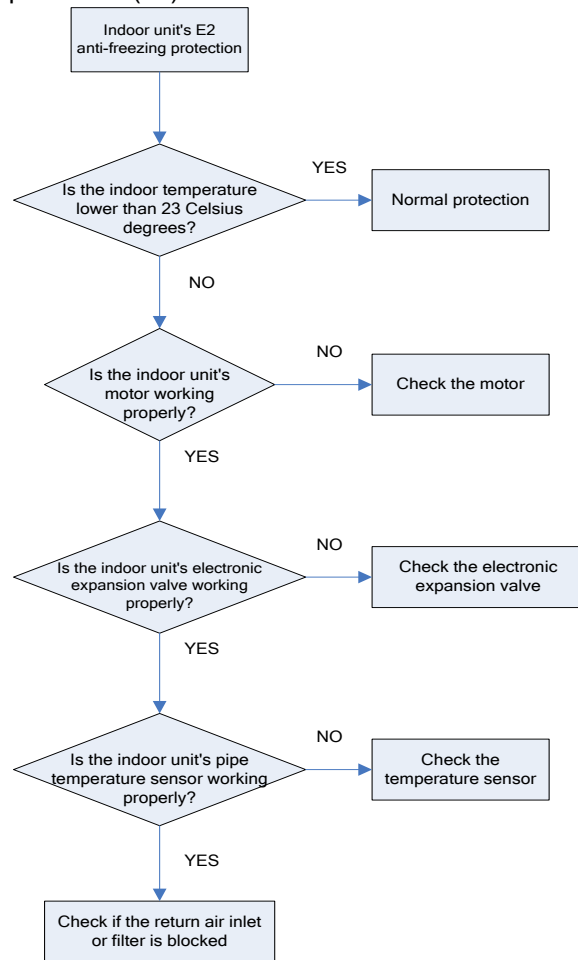 Indoor unit's E2
anti-freezing protection
Is the indoor temperature
lower than 23 Celsius
degrees?
YES
Normal protection
NO
Is the indoor unit's
motor working
properly?
NO
Check the motor
YES
Is the indoor unit's electronic
expansion valve working
properly?
NO
Check the electronic
expansion valve
YES
Is the indoor unit's pipe
temperature sensor working
properly?
NO
Check the
temperature sensor
YES
Check if the return air inlet
or filter is blocked